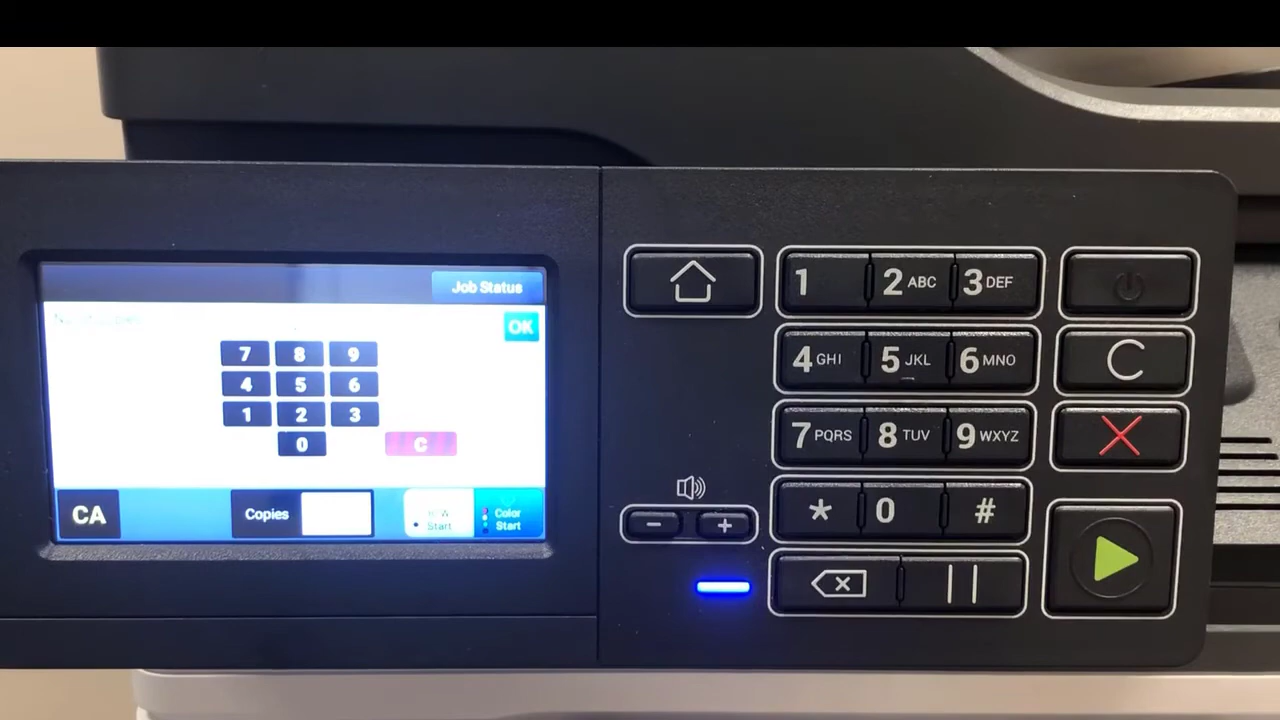 Job Status
OK
7 8 9
4 5 6
1 2 3
0 C
CA Copies
Start
Color
Start
1 2 ABC 3 DEF
4 GHI 5 JKL 6 MNO
C
7 PQRS 8 TUV 9 WXYZ
* 0 #
- +